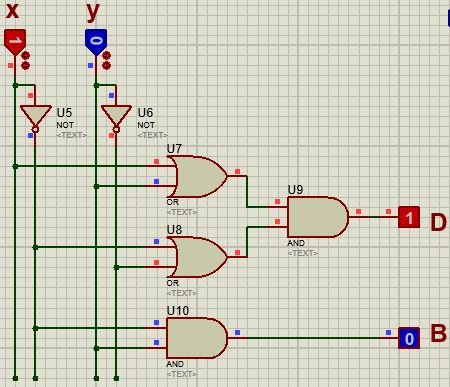 x y
1 0
U5 U6
NOT NOT
<TEXT> <TEXT>
U7
OR
<TEXT>
U9
AND
<TEXT>
1 D
U8
OR
<TEXT>
U10
AND
<TEXT>
0 B